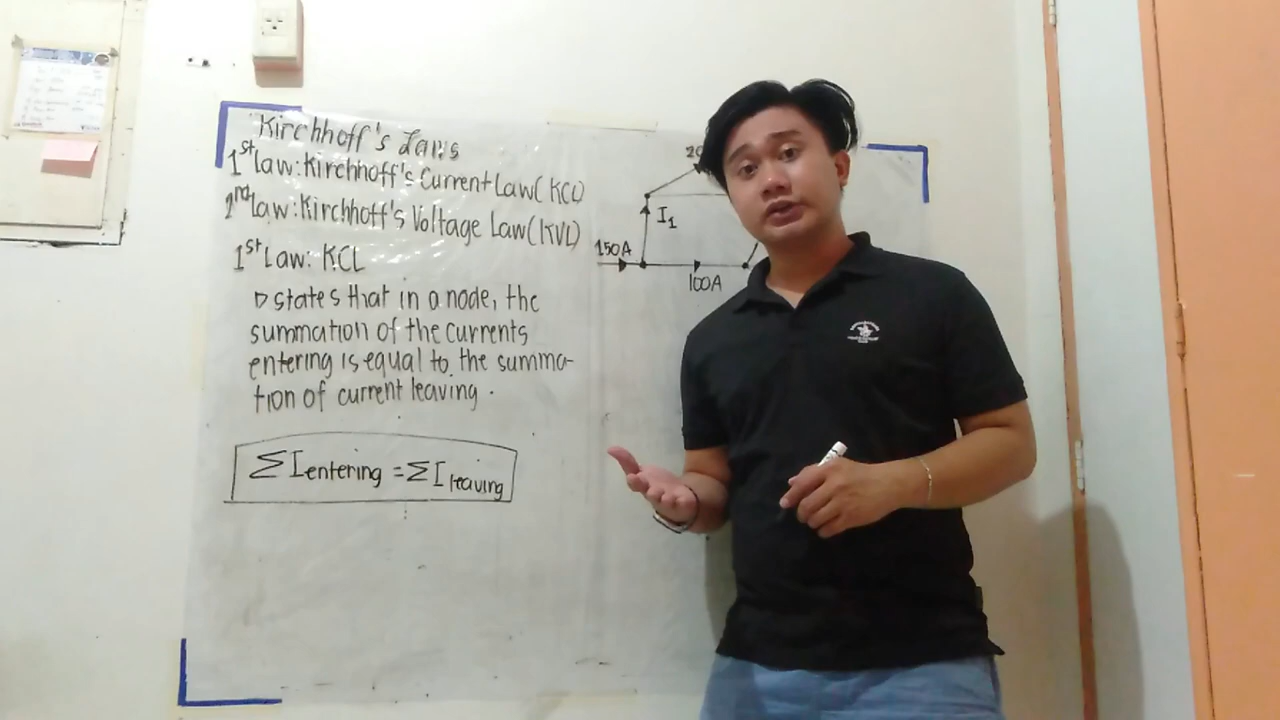 Kirchhoff's Laws
1st law: Kirchhoff's Current Law (KCL)
2nd law: Kirchhoff's Voltage Law (KVL)
1st Law: KCL
▷ states that in a node, the
summation of the currents
entering is equal to the summa-
tion of current leaving.
ΣI entering = ΣI leaving
20
I1
150A
100A